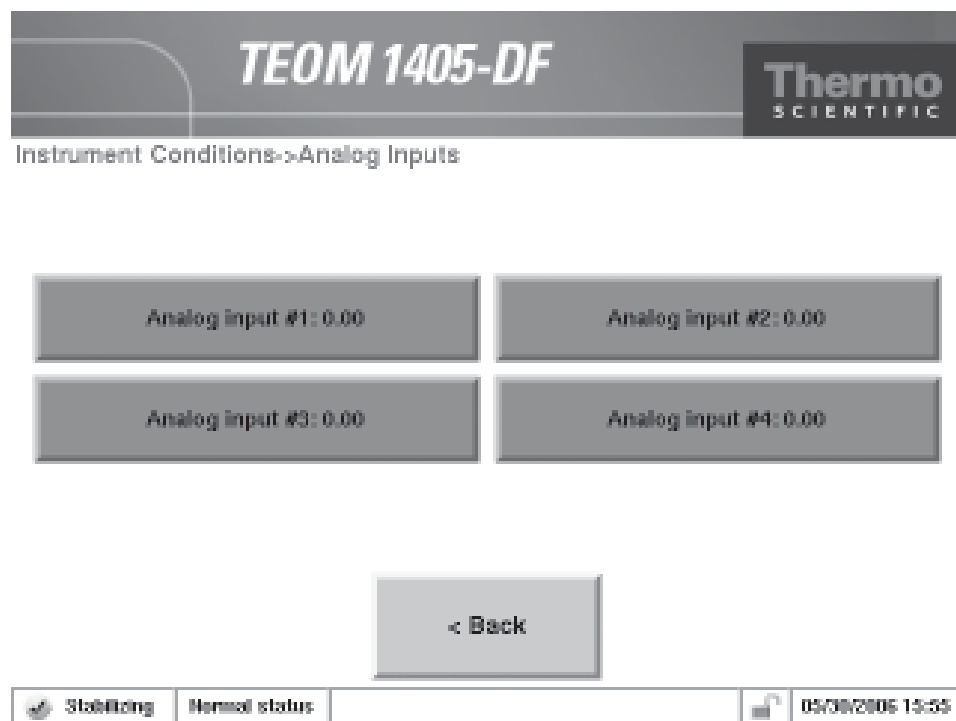 TEOM 1405-DF
Thermo
SCIENTIFIC
Instrument Conditions->Analog Inputs
Analog input #1: 0.00
Analog input #2: 0.00
Analog input #3: 0.00
Analog input #4: 0.00
< Back
Stabilizing
Normal status
05/30/2006 15:55